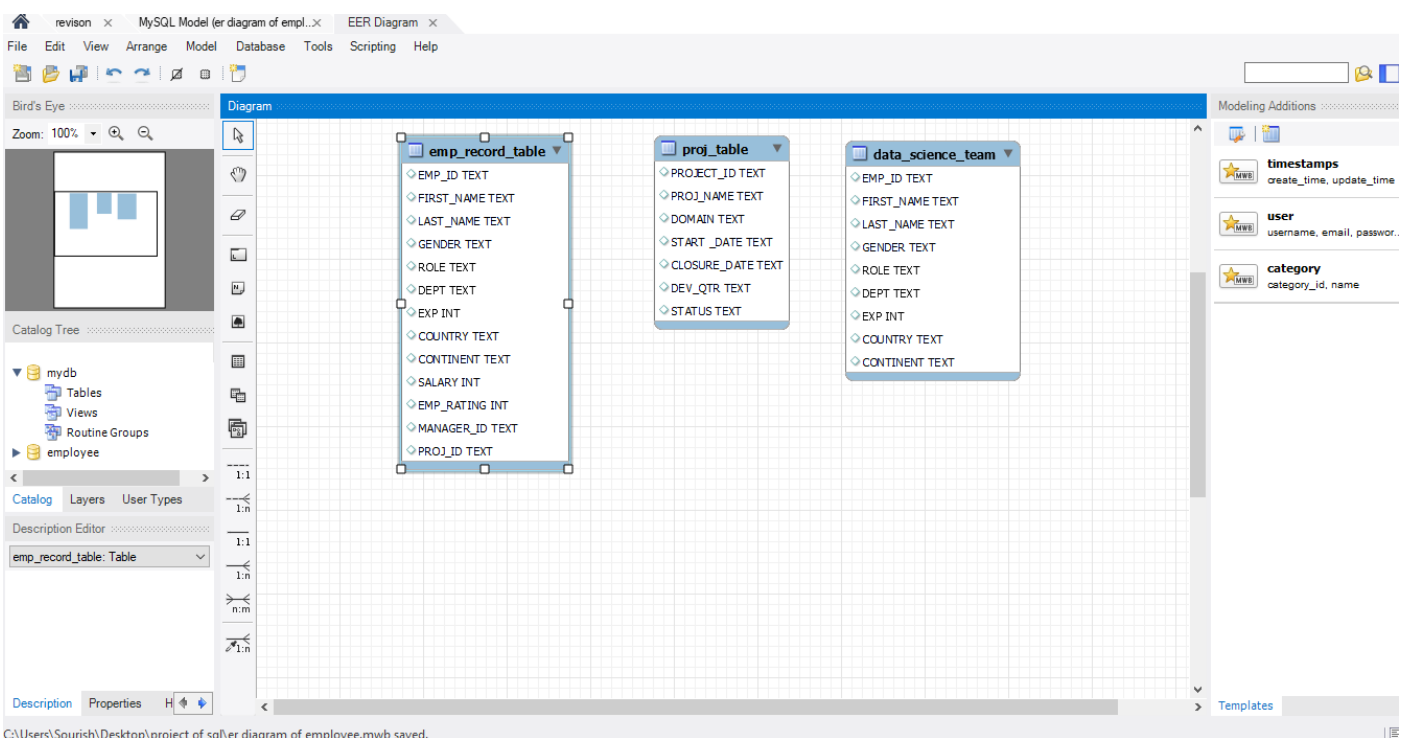 revison × MySQL Model (er diagram of empl..× EER Diagram ×
File Edit View Arrange Model Database Tools Scripting Help
Bird's Eye
Zoom: 100%
Catalog Tree
mydb
Tables
Views
Routine Groups
employee
Catalog Layers User Types
Description Editor
emp_record_table: Table
Description Properties H
Diagram
1:1
1:n
1:1
1:n
n:m
1:n
emp_record_table
EMP_ID TEXT
FIRST_NAME TEXT
LAST_NAME TEXT
GENDER TEXT
ROLE TEXT
DEPT TEXT
EXP INT
COUNTRY TEXT
CONTINENT TEXT
SALARY INT
EMP_RATING INT
MANAGER_ID TEXT
PROJ_ID TEXT
proj_table
PROJECT_ID TEXT
PROJ_NAME TEXT
DOMAIN TEXT
START _DATE TEXT
CLOSURE_DATE TEXT
DEV_QTR TEXT
STATUS TEXT
data_science_team
EMP_ID TEXT
FIRST_NAME TEXT
LAST_NAME TEXT
GENDER TEXT
ROLE TEXT
DEPT TEXT
EXP INT
COUNTRY TEXT
CONTINENT TEXT
Modeling Additions
MWB
timestamps
create_time, update_time
MWB
user
username, email, passwor..
MWB
category
category_id, name
Templates
C:\Users\Sourish\Desktop\project of sql\er diagram of employee.mwb saved.